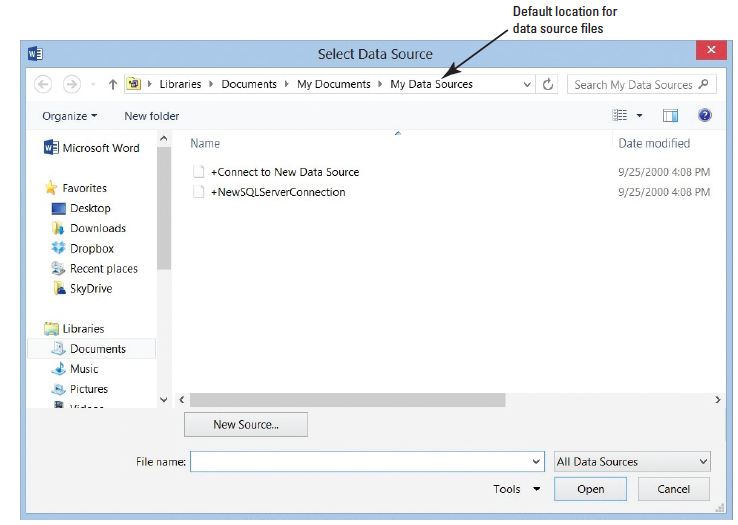 Default location for
data source files
Select Data Source
Libraries Documents My Documents My Data Sources Search My Data Sources
Organize New folder
Microsoft Word
Favorites
Desktop
Downloads
Dropbox
Recent places
SkyDrive
Libraries
Documents
Music
Pictures
Videos
Name Date modified
+Connect to New Data Source 9/25/2000 4:08 PM
+NewSQLServerConnection 9/25/2000 4:08 PM
New Source...
File name: All Data Sources
Tools Open Cancel